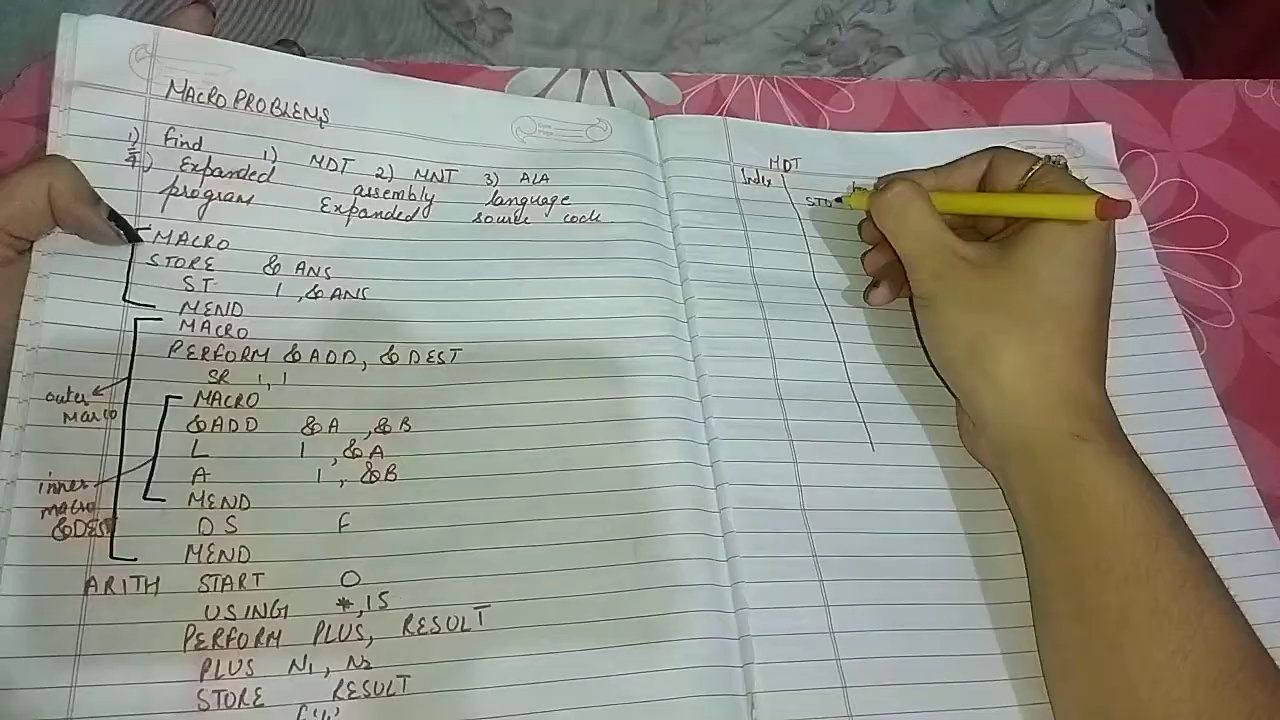 MACRO PROBLEMS
1) Find 1) MDT 2) MNT 3) ALA
4) Expanded assembly language
program Expanded source code
MACRO
STORE & ANS
ST 1, & ANS
MEND
MACRO
PERFORM & ADD, & DEST
SR 1, 1
outer
Marco
MACRO
& ADD & A, & B
L 1, & A
A 1, & B
inner
macro
& DEST
MEND
DS F
MEND
ARITH START 0
USING *, 15
PERFORM PLUS, RESULT
PLUS N1, N2
STORE RESULT
MDT
Index
STO